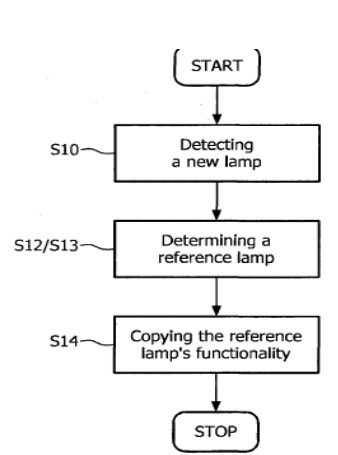 START
S10
Detecting
a new lamp
S12/S13
Determining a
reference lamp
S14
Copying the reference
lamp's functionality
STOP